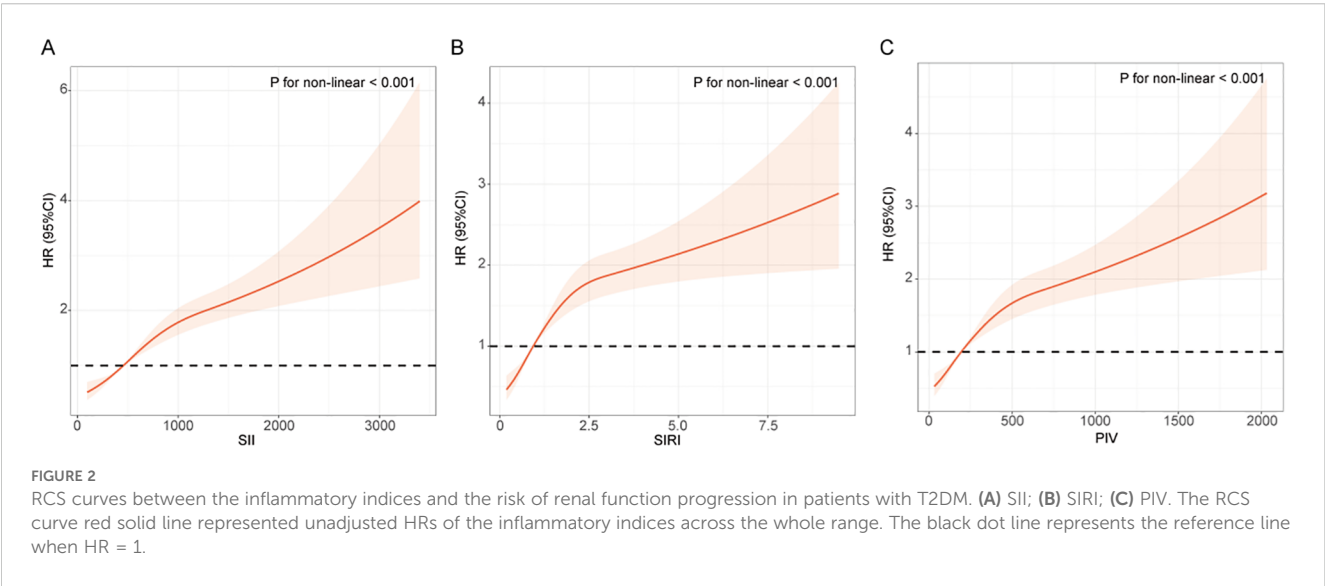 A
P for non-linear < 0.001
HR (95%CI)
6
4
2
0
1000
2000
3000
SII
B
P for non-linear < 0.001
HR (95%CI)
4
3
2
1
0
2.5
5.0
7.5
SIRI
C
P for non-linear < 0.001
HR (95%CI)
4
3
2
1
0
500
1000
1500
2000
PIV
FIGURE 2
RCS curves between the inflammatory indices and the risk of renal function progression in patients with T2DM. (A) SII; (B) SIRI; (C) PIV. The RCS
curve red solid line represented unadjusted HRs of the inflammatory indices across the whole range. The black dot line represents the reference line
when HR = 1.